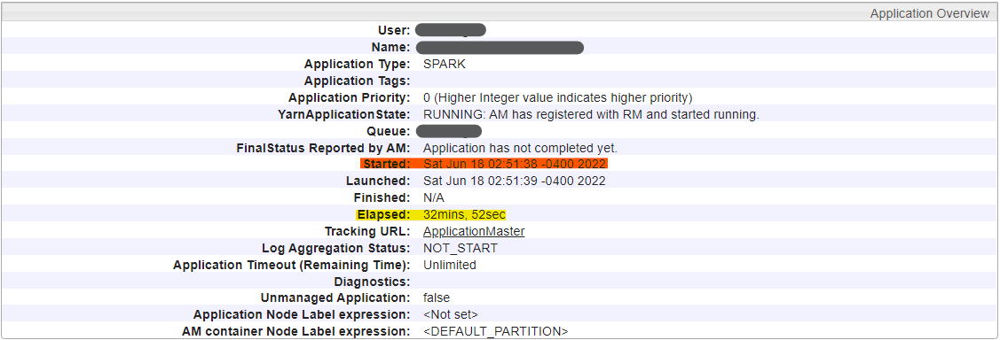 Application Overview
User:
Name:
Application Type: SPARK
Application Tags:
Application Priority: 0 (Higher Integer value indicates higher priority)
YarnApplicationState: RUNNING: AM has registered with RM and started running.
Queue:
FinalStatus Reported by AM: Application has not completed yet.
Started: Sat Jun 18 02:51:38 -0400 2022
Launched: Sat Jun 18 02:51:39 -0400 2022
Finished: N/A
Elapsed: 32mins, 52sec
Tracking URL: ApplicationMaster
Log Aggregation Status: NOT_START
Application Timeout (Remaining Time): Unlimited
Diagnostics:
Unmanaged Application: false
Application Node Label expression: <Not set>
AM container Node Label expression: <DEFAULT_PARTITION>